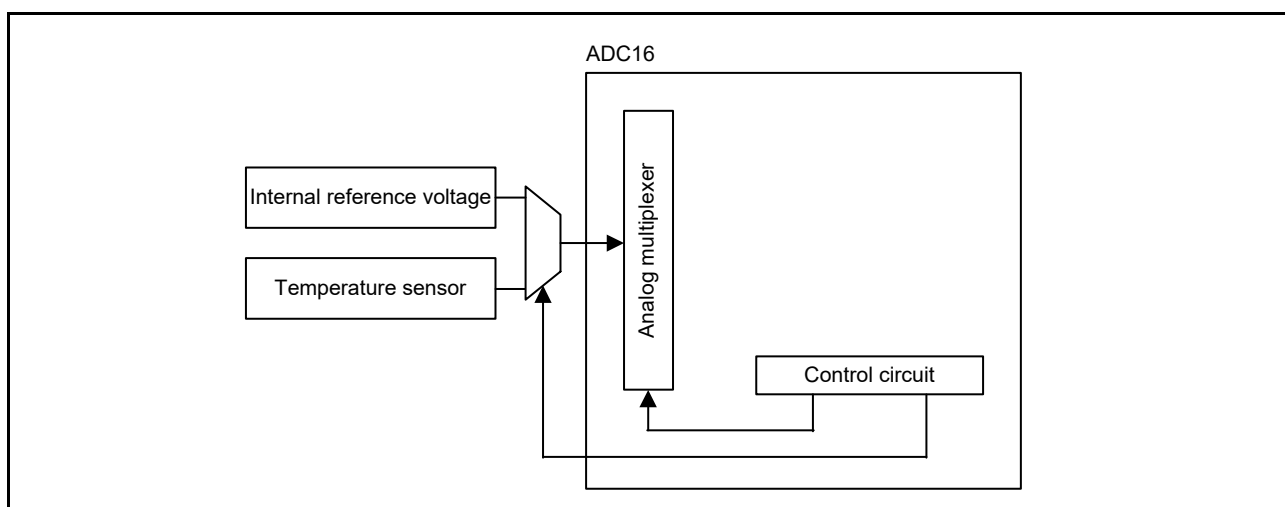 ADC16
Internal reference voltage
Temperature sensor
Analog multiplexer
Control circuit